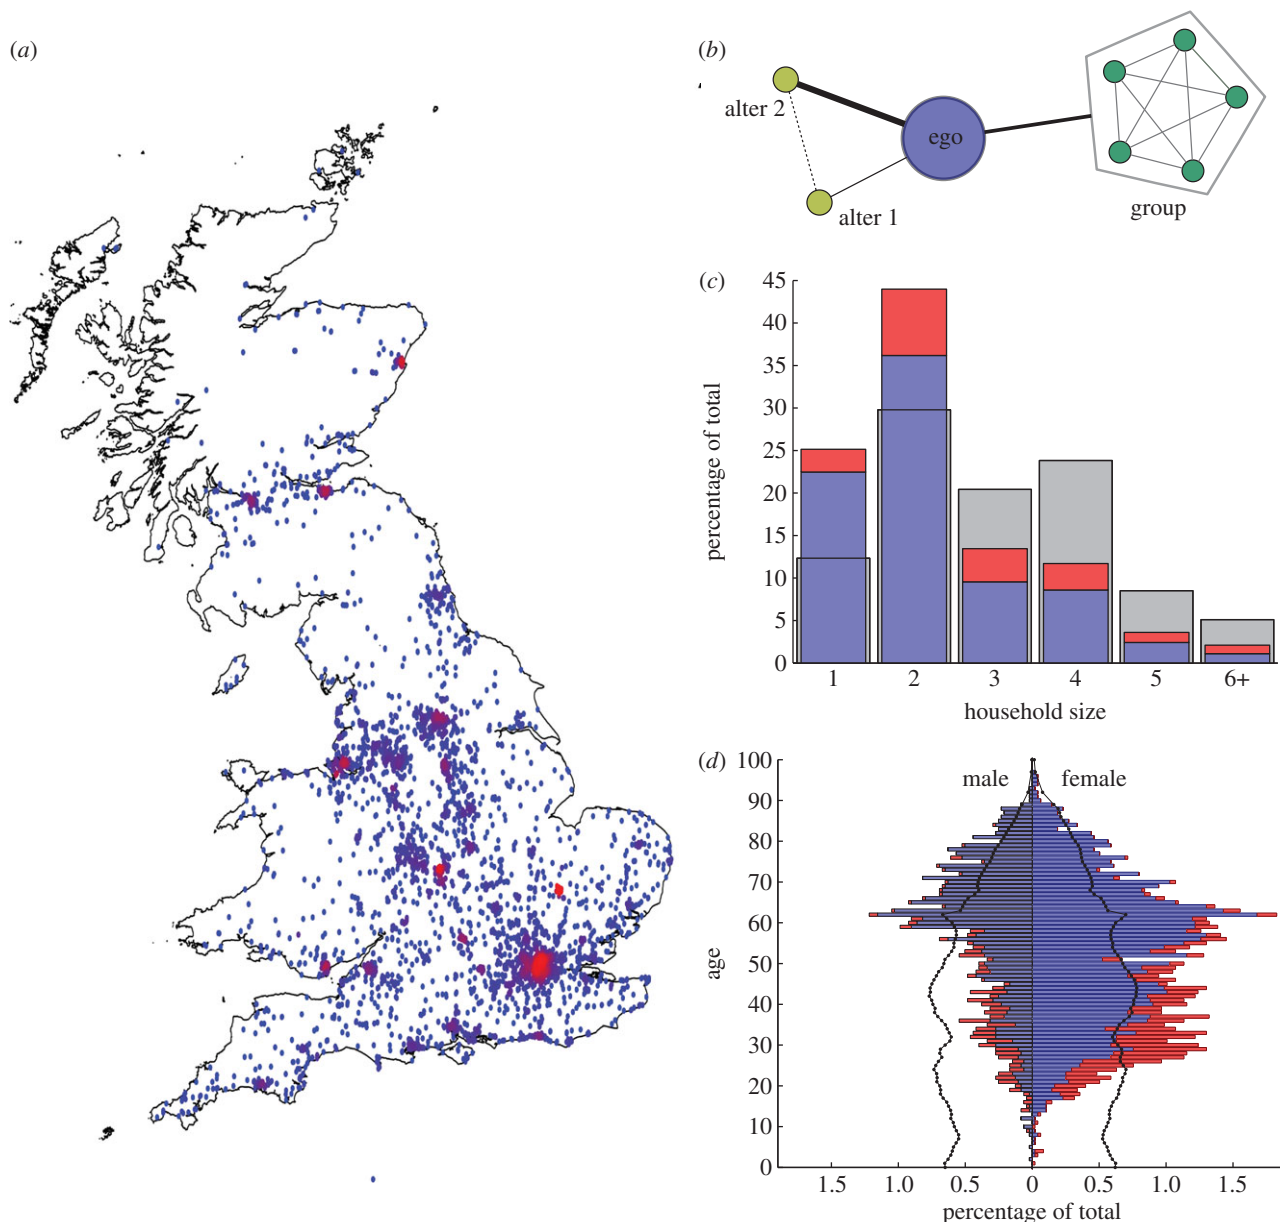 (a)
(b)
alter 2
ego
alter 1
group
(c)
45
40
35
30
25
20
15
10
5
0
percentage of total
1 2 3 4 5 6+
household size
(d)
male female
100
90
80
70
60
50
40
30
20
10
0
age
1.5 1.0 0.5 0 0.5 1.0 1.5
percentage of total